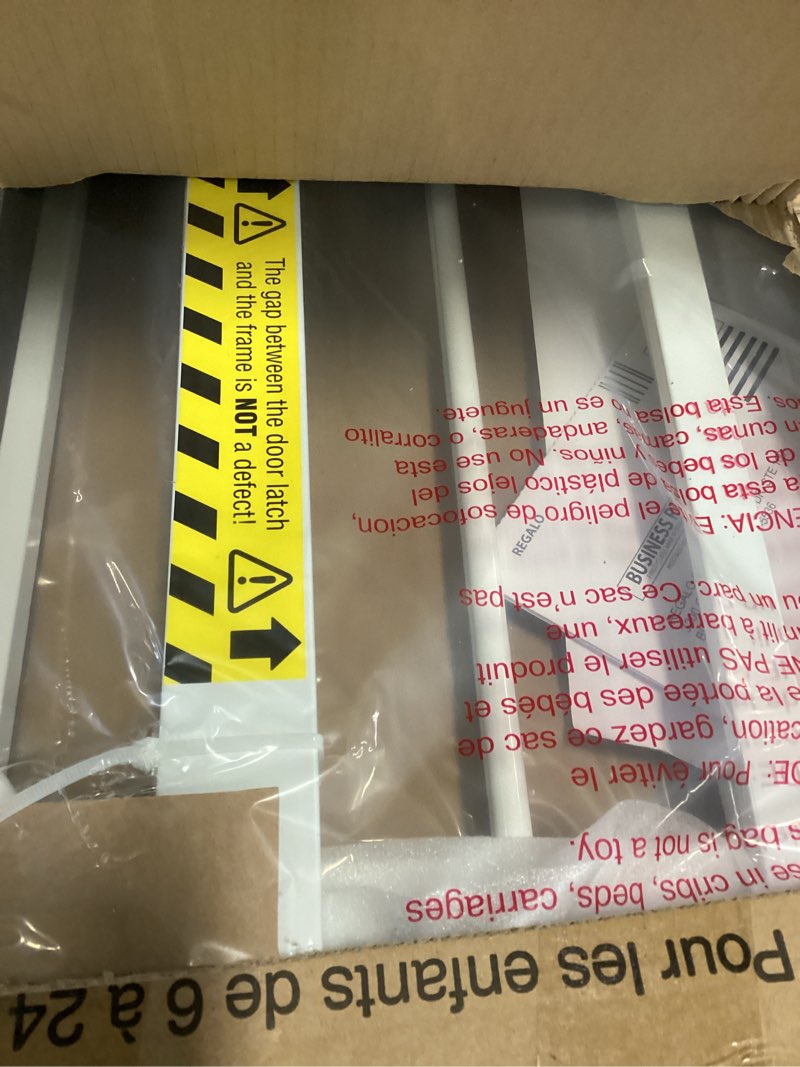 The gap between the door latch
and the frame is NOT a defect!
se in cribs, beds, carriages
s bag is not a toy.
DE: Pour éviter le
cation, gardez ce sac de
e la portée des bébés et
NE PAS utiliser le produit
n lit à barreaux, une
ou un parc. Ce sac n'est pas
ENCIA: el peligro de sofocacion,
a esta bolsa de plástico lejos del
de los bebés y niños. No use esta
n cunas, camas, andaderas, o corralito
os. Esta bolsa no es un juguete.
REGALO
BUSINESS
REGALO
Pour les enfants de 6 à 24